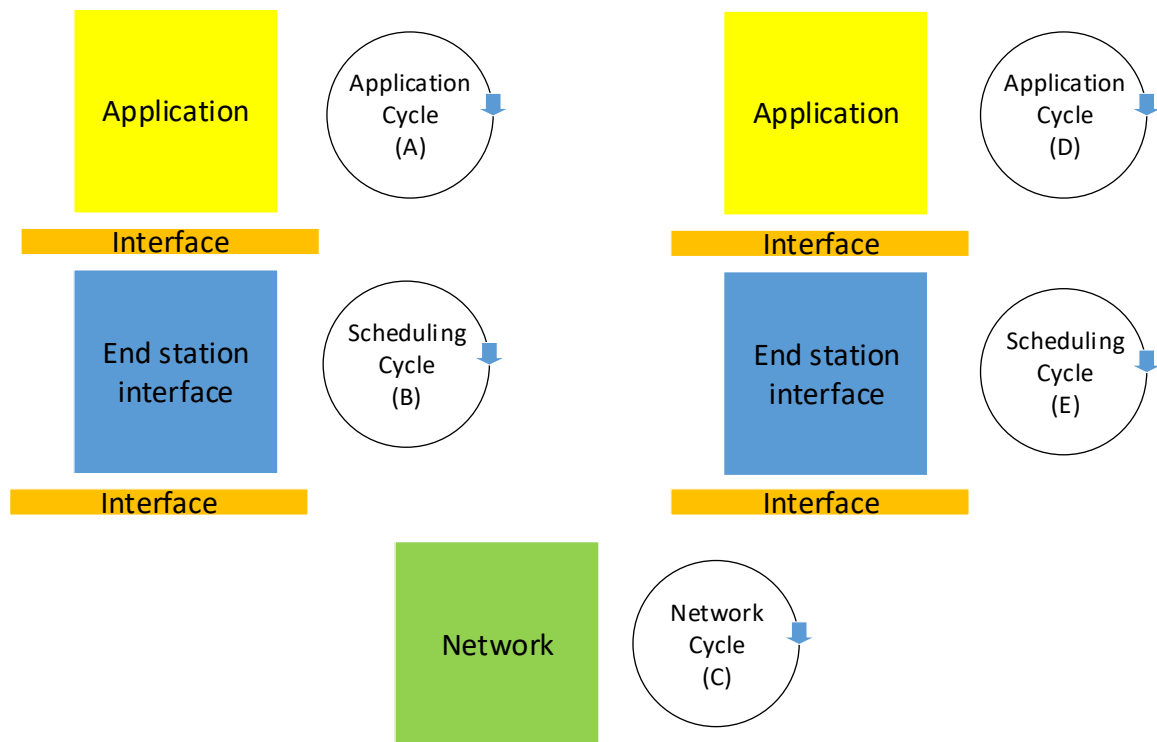 Application
Application
Cycle
(A)
Interface
End station
interface
Scheduling
Cycle
(B)
Interface
Application
Application
Cycle
(D)
Interface
End station
interface
Scheduling
Cycle
(E)
Interface
Network
Network
Cycle
(C)